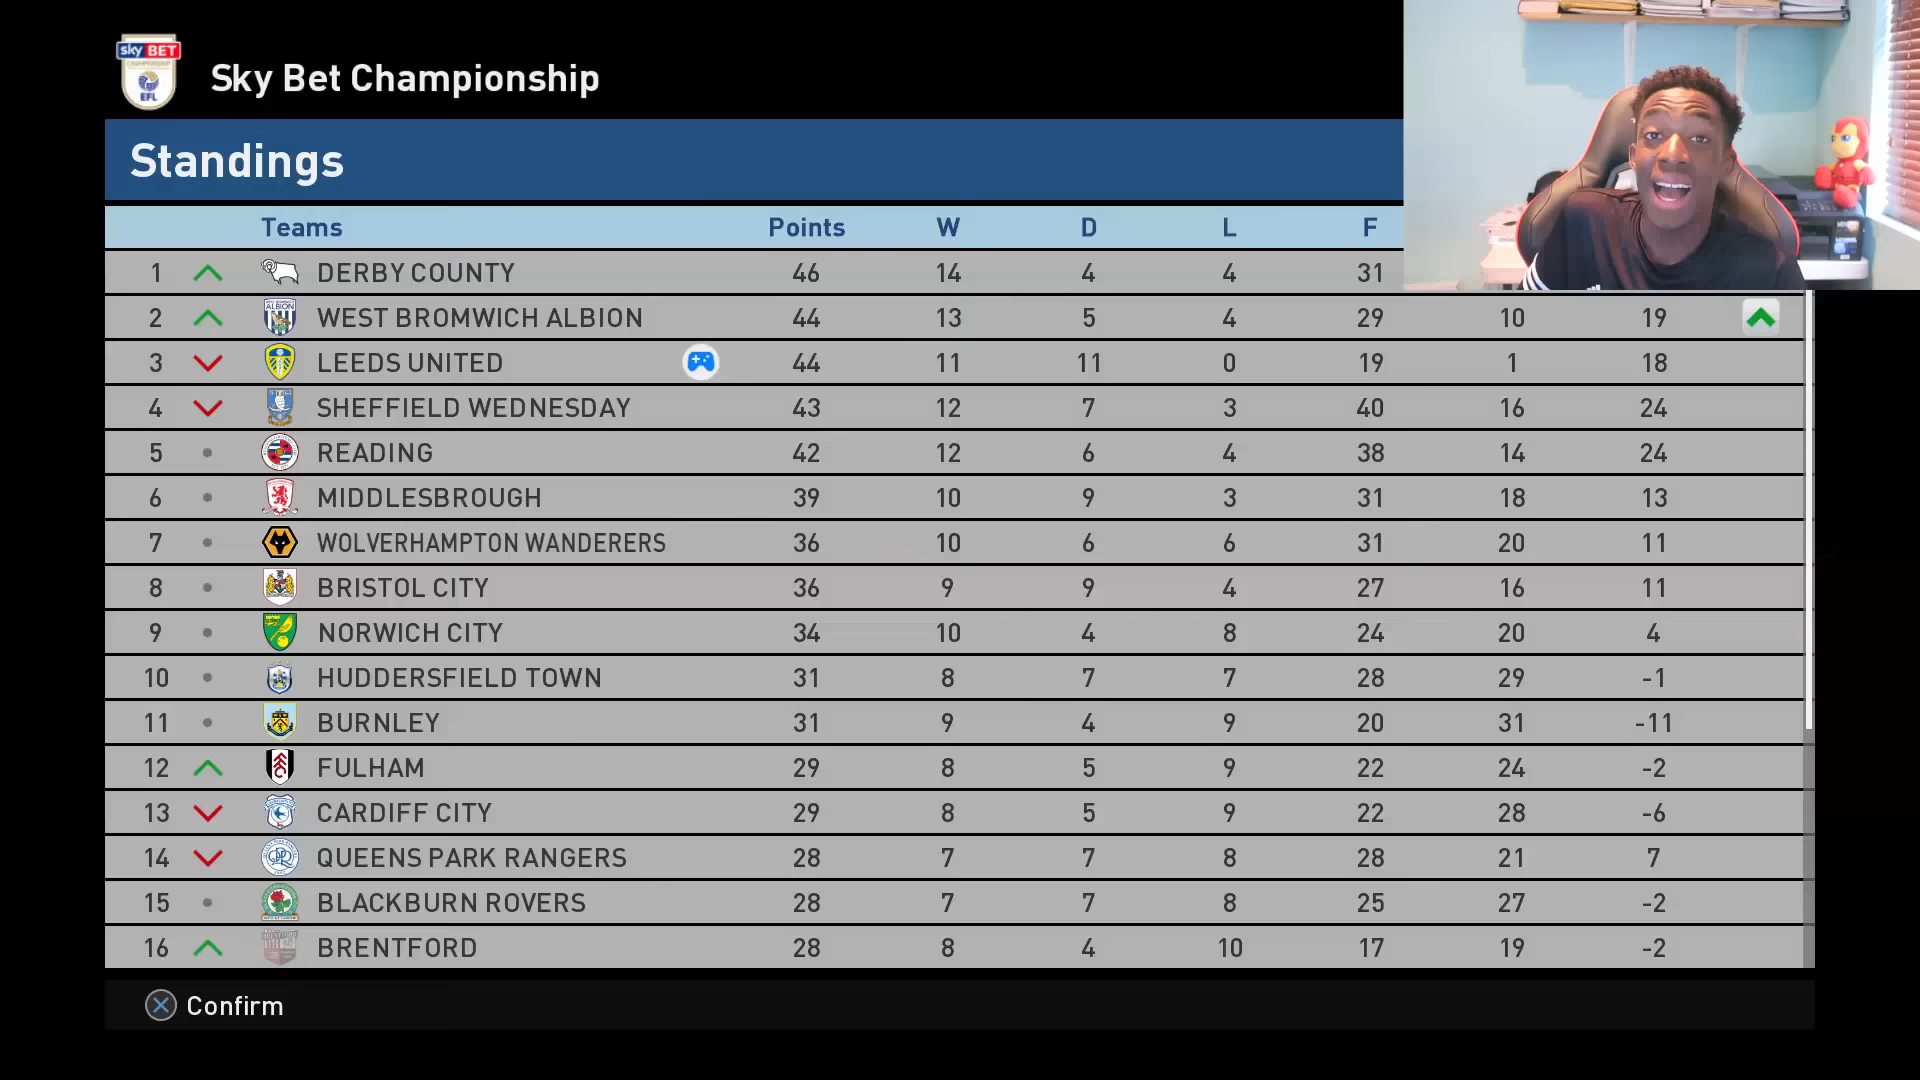 sky BET
EFL
Sky Bet Championship
Standings
Teams Points W D L F
1 DERBY COUNTY 46 14 4 4 31
2 WEST BROMWICH ALBION 44 13 5 4 29 10 19
3 LEEDS UNITED 44 11 11 0 19 1 18
4 SHEFFIELD WEDNESDAY 43 12 7 3 40 16 24
5 READING 42 12 6 4 38 14 24
6 MIDDLESBROUGH 39 10 9 3 31 18 13
7 WOLVERHAMPTON WANDERERS 36 10 6 6 31 20 11
8 BRISTOL CITY 36 9 9 4 27 16 11
9 NORWICH CITY 34 10 4 8 24 20 4
10 HUDDERSFIELD TOWN 31 8 7 7 28 29 -1
11 BURNLEY 31 9 4 9 20 31 -11
12 FULHAM 29 8 5 9 22 24 -2
13 CARDIFF CITY 29 8 5 9 22 28 -6
14 QUEENS PARK RANGERS 28 7 7 8 28 21 7
15 BLACKBURN ROVERS 28 7 7 8 25 27 -2
16 BRENTFORD 28 8 4 10 17 19 -2
Confirm